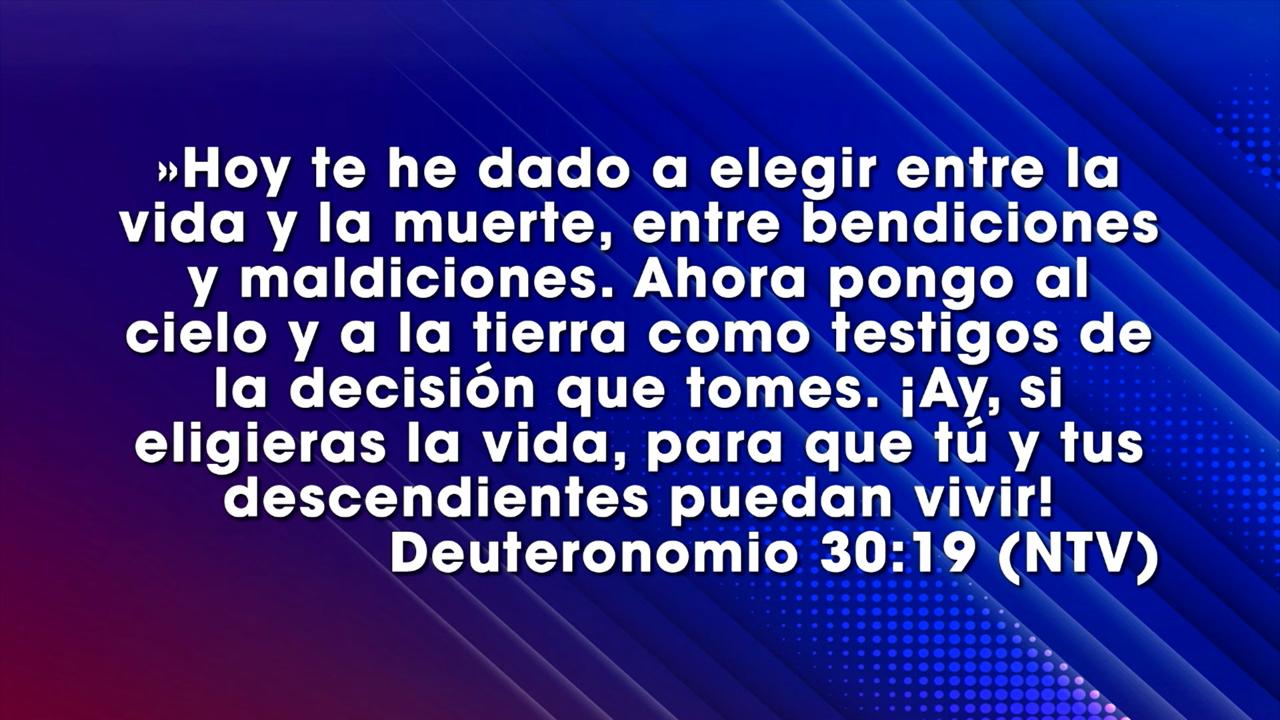 »Hoy te he dado a elegir entre la
vida y la muerte, entre bendiciones
y maldiciones. Ahora pongo al
cielo y a la tierra como testigos de
la decisión que tomes. ¡Ay, si
eligieras la vida, para que tú y tus
descendientes puedan vivir!
Deuteronomio 30:19 (NTV)